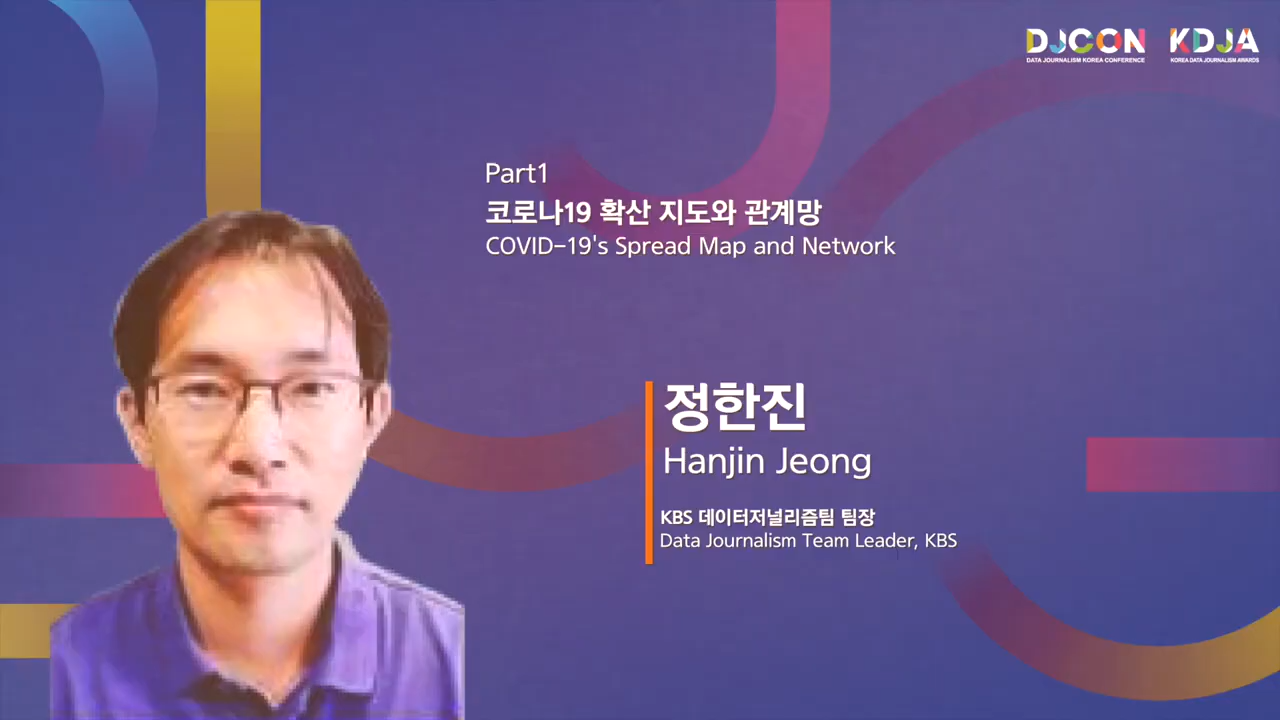 DJCON
DATA JOURNALISM KOREA CONFERENCE
KDJA
KOREA DATA JOURNALISM AWARDS
Part1
코로나19 확산 지도와 관계망
COVID-19's Spread Map and Network
정한진
Hanjin Jeong
KBS 데이터저널리즘팀 팀장
Data Journalism Team Leader, KBS